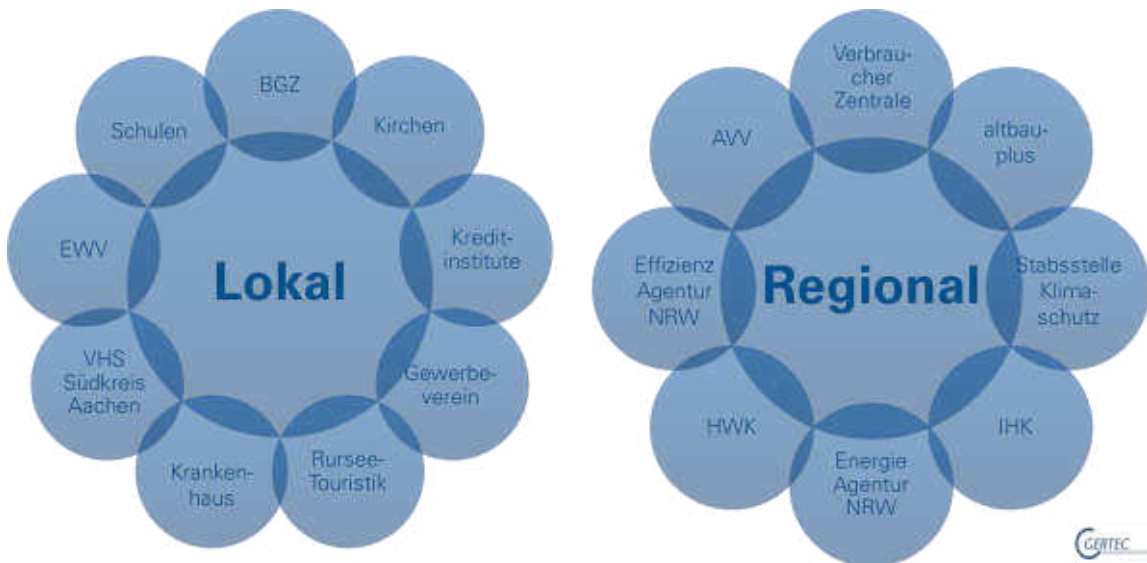 BGZ
Kirchen
Kredit-
institute
Gewerbe-
verein
Rursee-
Touristik
Kranken-
haus
VHS
Südkreis
Aachen
EWV
Schulen
Lokal
Verbrau-
cher
Zentrale
altbau-
plus
Stabsstelle
Klima-
schutz
IHK
Energie
Agentur
NRW
HWK
Effizienz
Agentur
NRW
AVV
Regional
GERTEC